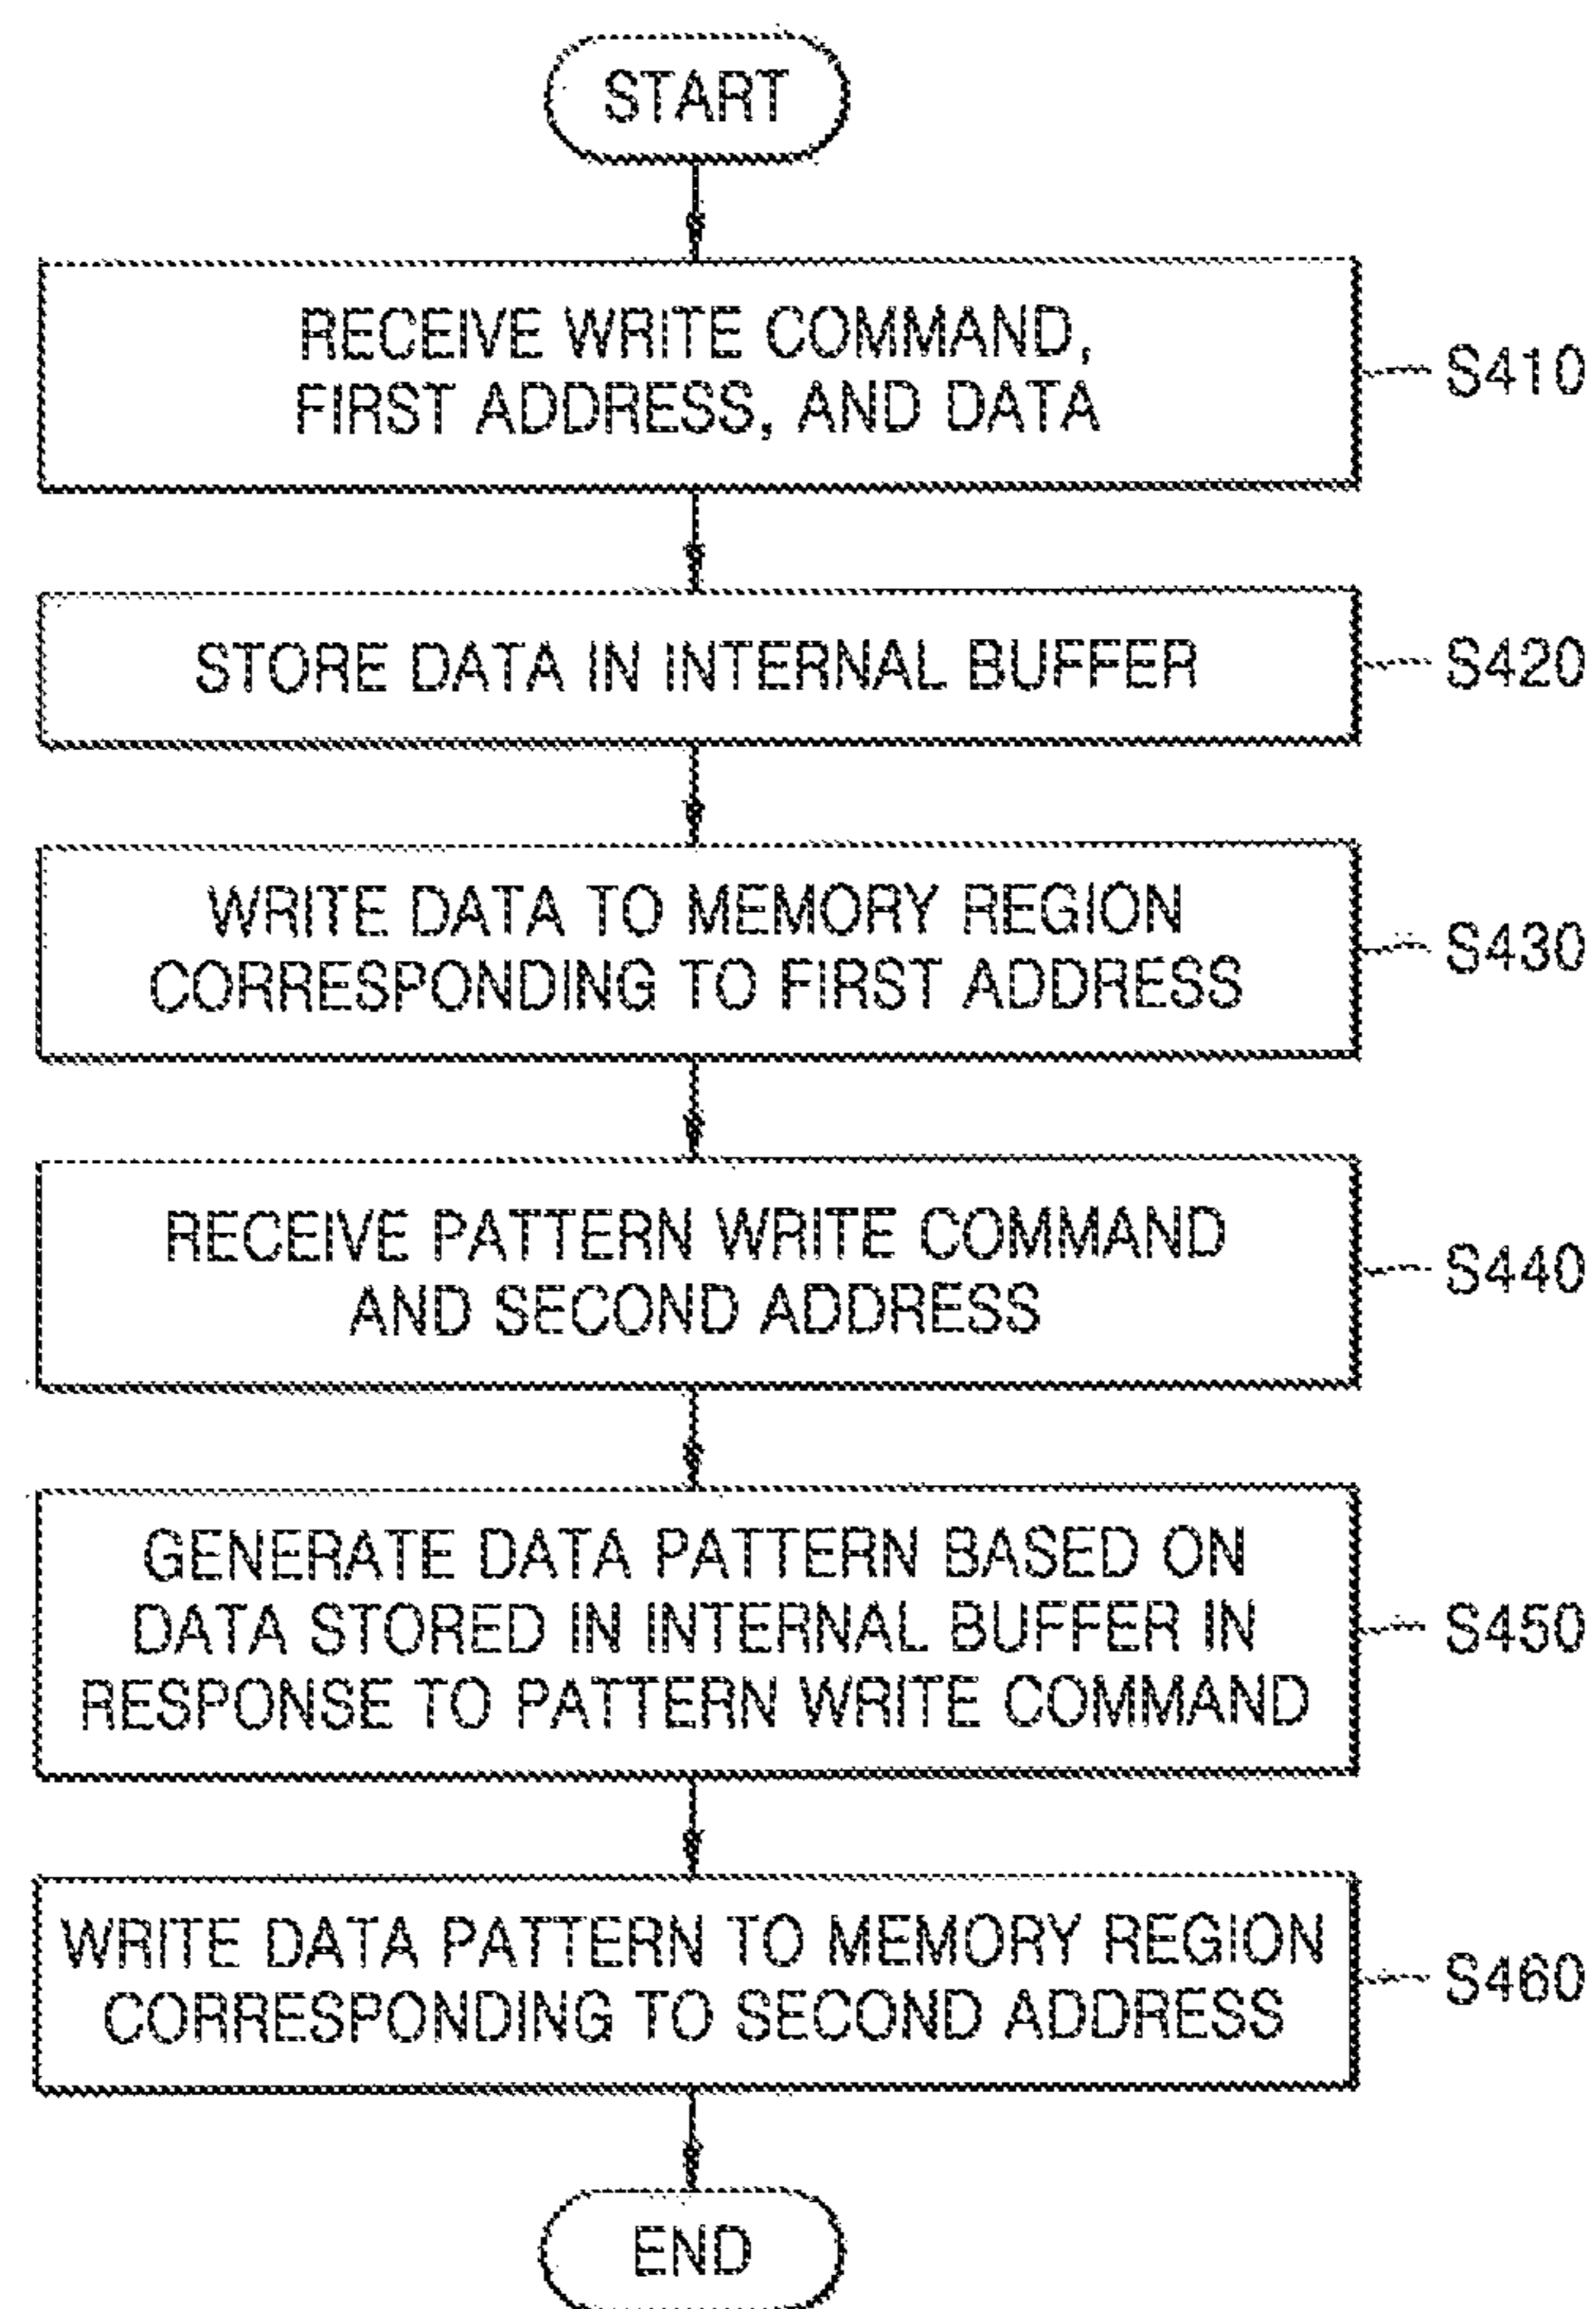 START
RECEIVE WRITE COMMAND,
FIRST ADDRESS, AND DATA
S410
STORE DATA IN INTERNAL BUFFER
S420
WRITE DATA TO MEMORY REGION
CORRESPONDING TO FIRST ADDRESS
S430
RECEIVE PATTERN WRITE COMMAND
AND SECOND ADDRESS
S440
GENERATE DATA PATTERN BASED ON
DATA STORED IN INTERNAL BUFFER IN
RESPONSE TO PATTERN WRITE COMMAND
S450
WRITE DATA PATTERN TO MEMORY REGION
CORRESPONDING TO SECOND ADDRESS
S460
END